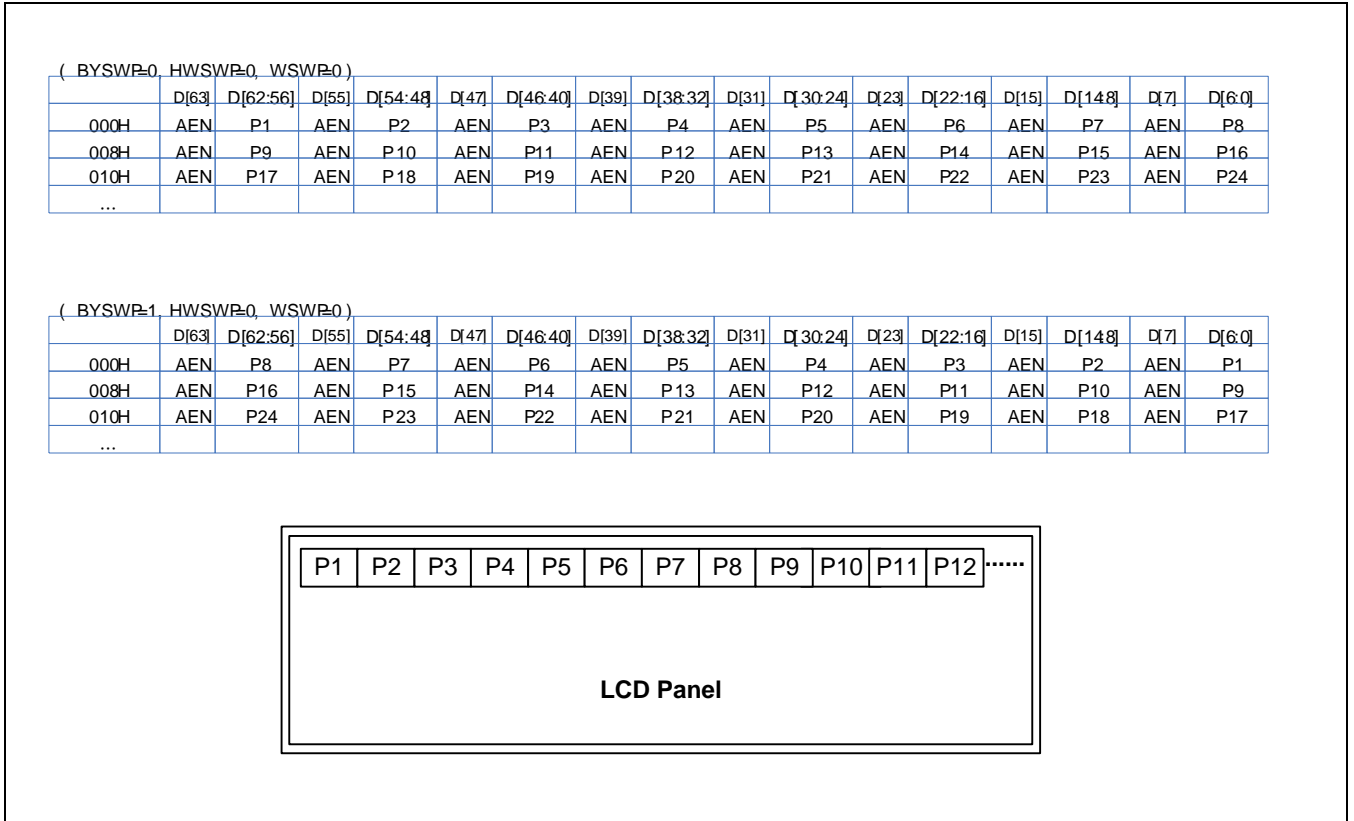 ( BYSWP=0, HWSWP=0, WSWP=0 )
D[63] D[62:56] D[55] D[54:48] D[47] D[46:40] D[39] D[38:32] D[31] D[30:24] D[23] D[22:16] D[15] D[14:8] D[7] D[6:0]
000H AEN P1 AEN P2 AEN P3 AEN P4 AEN P5 AEN P6 AEN P7 AEN P8
008H AEN P9 AEN P10 AEN P11 AEN P12 AEN P13 AEN P14 AEN P15 AEN P16
010H AEN P17 AEN P18 AEN P19 AEN P20 AEN P21 AEN P22 AEN P23 AEN P24
...
( BYSWP=1, HWSWP=0, WSWP=0 )
D[63] D[62:56] D[55] D[54:48] D[47] D[46:40] D[39] D[38:32] D[31] D[30:24] D[23] D[22:16] D[15] D[14:8] D[7] D[6:0]
000H AEN P8 AEN P7 AEN P6 AEN P5 AEN P4 AEN P3 AEN P2 AEN P1
008H AEN P16 AEN P15 AEN P14 AEN P13 AEN P12 AEN P11 AEN P10 AEN P9
010H AEN P24 AEN P23 AEN P22 AEN P21 AEN P20 AEN P19 AEN P18 AEN P17
...
P1 P2 P3 P4 P5 P6 P7 P8 P9 P10 P11 P12 ......
LCD Panel